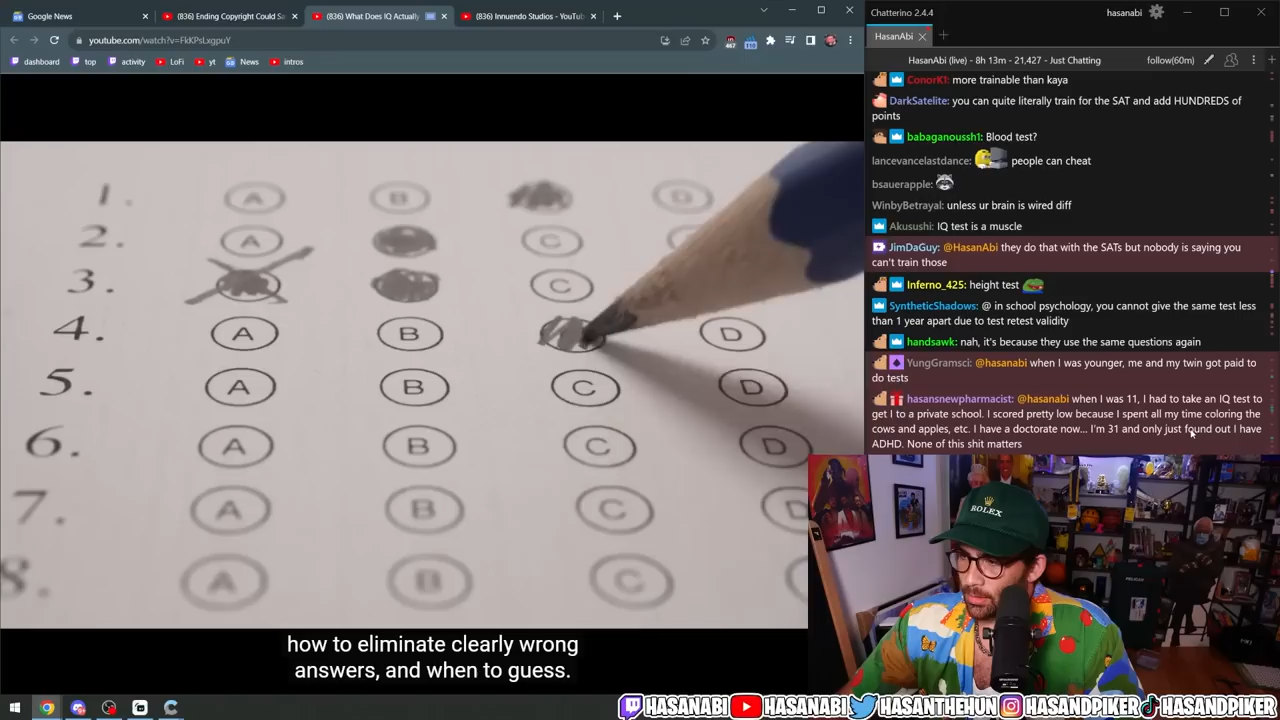 Google News
(836) Ending Copyright Could Sa
(836) What Does IQ Actually
(836) Innuendo Studios - YouTub
youtube.com/watch?v=FkKPsLxgpuY
dashboard
top
activity
LoFi
yt
News
intros
1. A B D
2. A C
3. C
4. A B D
5. A B C D
6. A B C D
7. A B C D
8. A B C
how to eliminate clearly wrong
answers, and when to guess.
Chatterino 2.4.4
hasanabi
HasanAbi
HasanAbi (live) - 8h 13m - 21,427 - Just Chatting
follow(60m)
ConorK1: more trainable than kaya
DarkSatelite: you can quite literally train for the SAT and add HUNDREDS of
points
babaganoussh1: Blood test?
lancevancelastdance: people can cheat
bsauerapple:
WinbyBetrayal: unless ur brain is wired diff
Akusushi: IQ test is a muscle
JimDaGuy: @HasanAbi they do that with the SATs but nobody is saying you
can't train those
Inferno_425: height test
SyntheticShadows: @ in school psychology, you cannot give the same test less
than 1 year apart due to test retest validity
handsawk: nah, it's because they use the same questions again
YungGramsci: @hasanabi when I was younger, me and my twin got paid to
do tests
hasansnewpharmacist: @hasanabi when I was 11, I had to take an IQ test to
get I to a private school. I scored pretty low because I spent all my time coloring the
cows and apples, etc. I have a doctorate now... I'm 31 and only just found out I have
ADHD. None of this shit matters
ROLEX
HASANABI
HASANABI
HASANTHEHUN
HASANDPIKER
HASANDPIKER